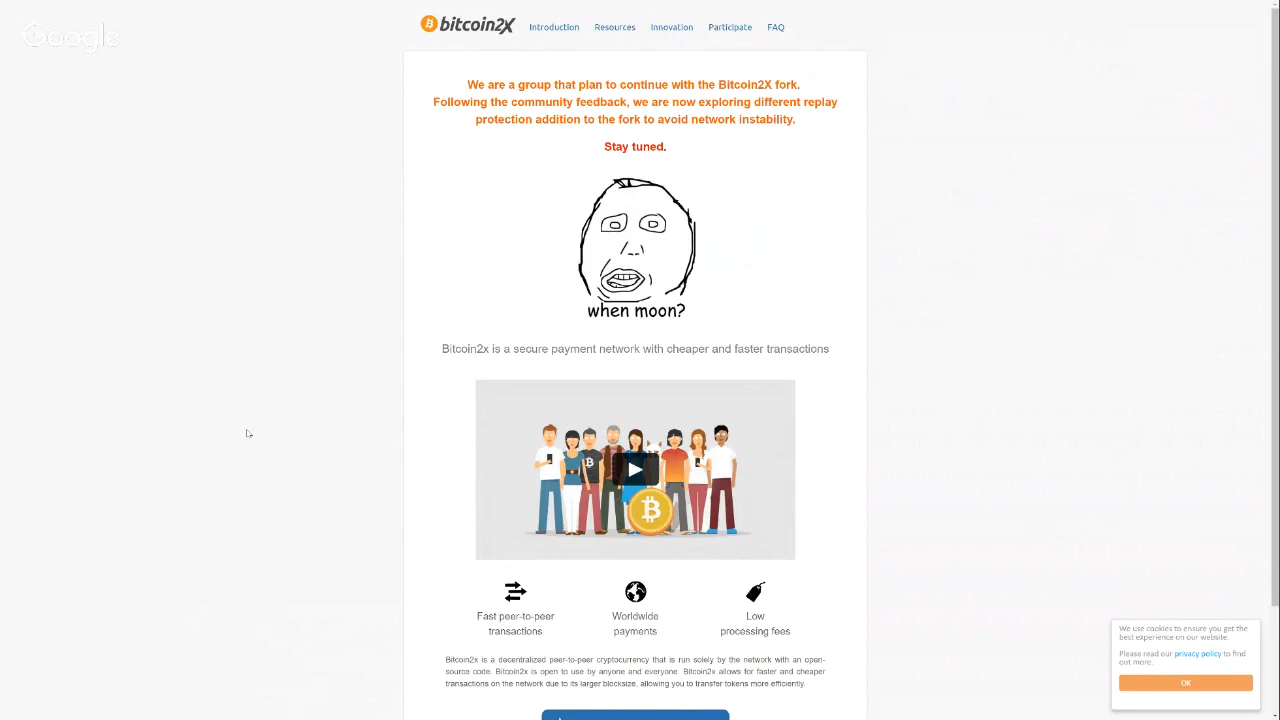 Google
bitcoin2X
Introduction Resources Innovation Participate FAQ
We are a group that plan to continue with the Bitcoin2X fork.
Following the community feedback, we are now exploring different replay
protection addition to the fork to avoid network instability.
Stay tuned.
when moon?
Bitcoin2x is a secure payment network with cheaper and faster transactions
Fast peer-to-peer
transactions
Worldwide
payments
Low
processing fees
Bitcoin2x is a decentralized peer-to-peer cryptocurrency that is run solely by the network with an open-
source code. Bitcoin2x is open to use by anyone and everyone. Bitcoin2x allows for faster and cheaper
transactions on the network due to its larger blocksize, allowing you to transfer tokens more efficiently.
We use cookies to ensure you get the
best experience on our website.
Please read our privacy policy to find
out more.
OK